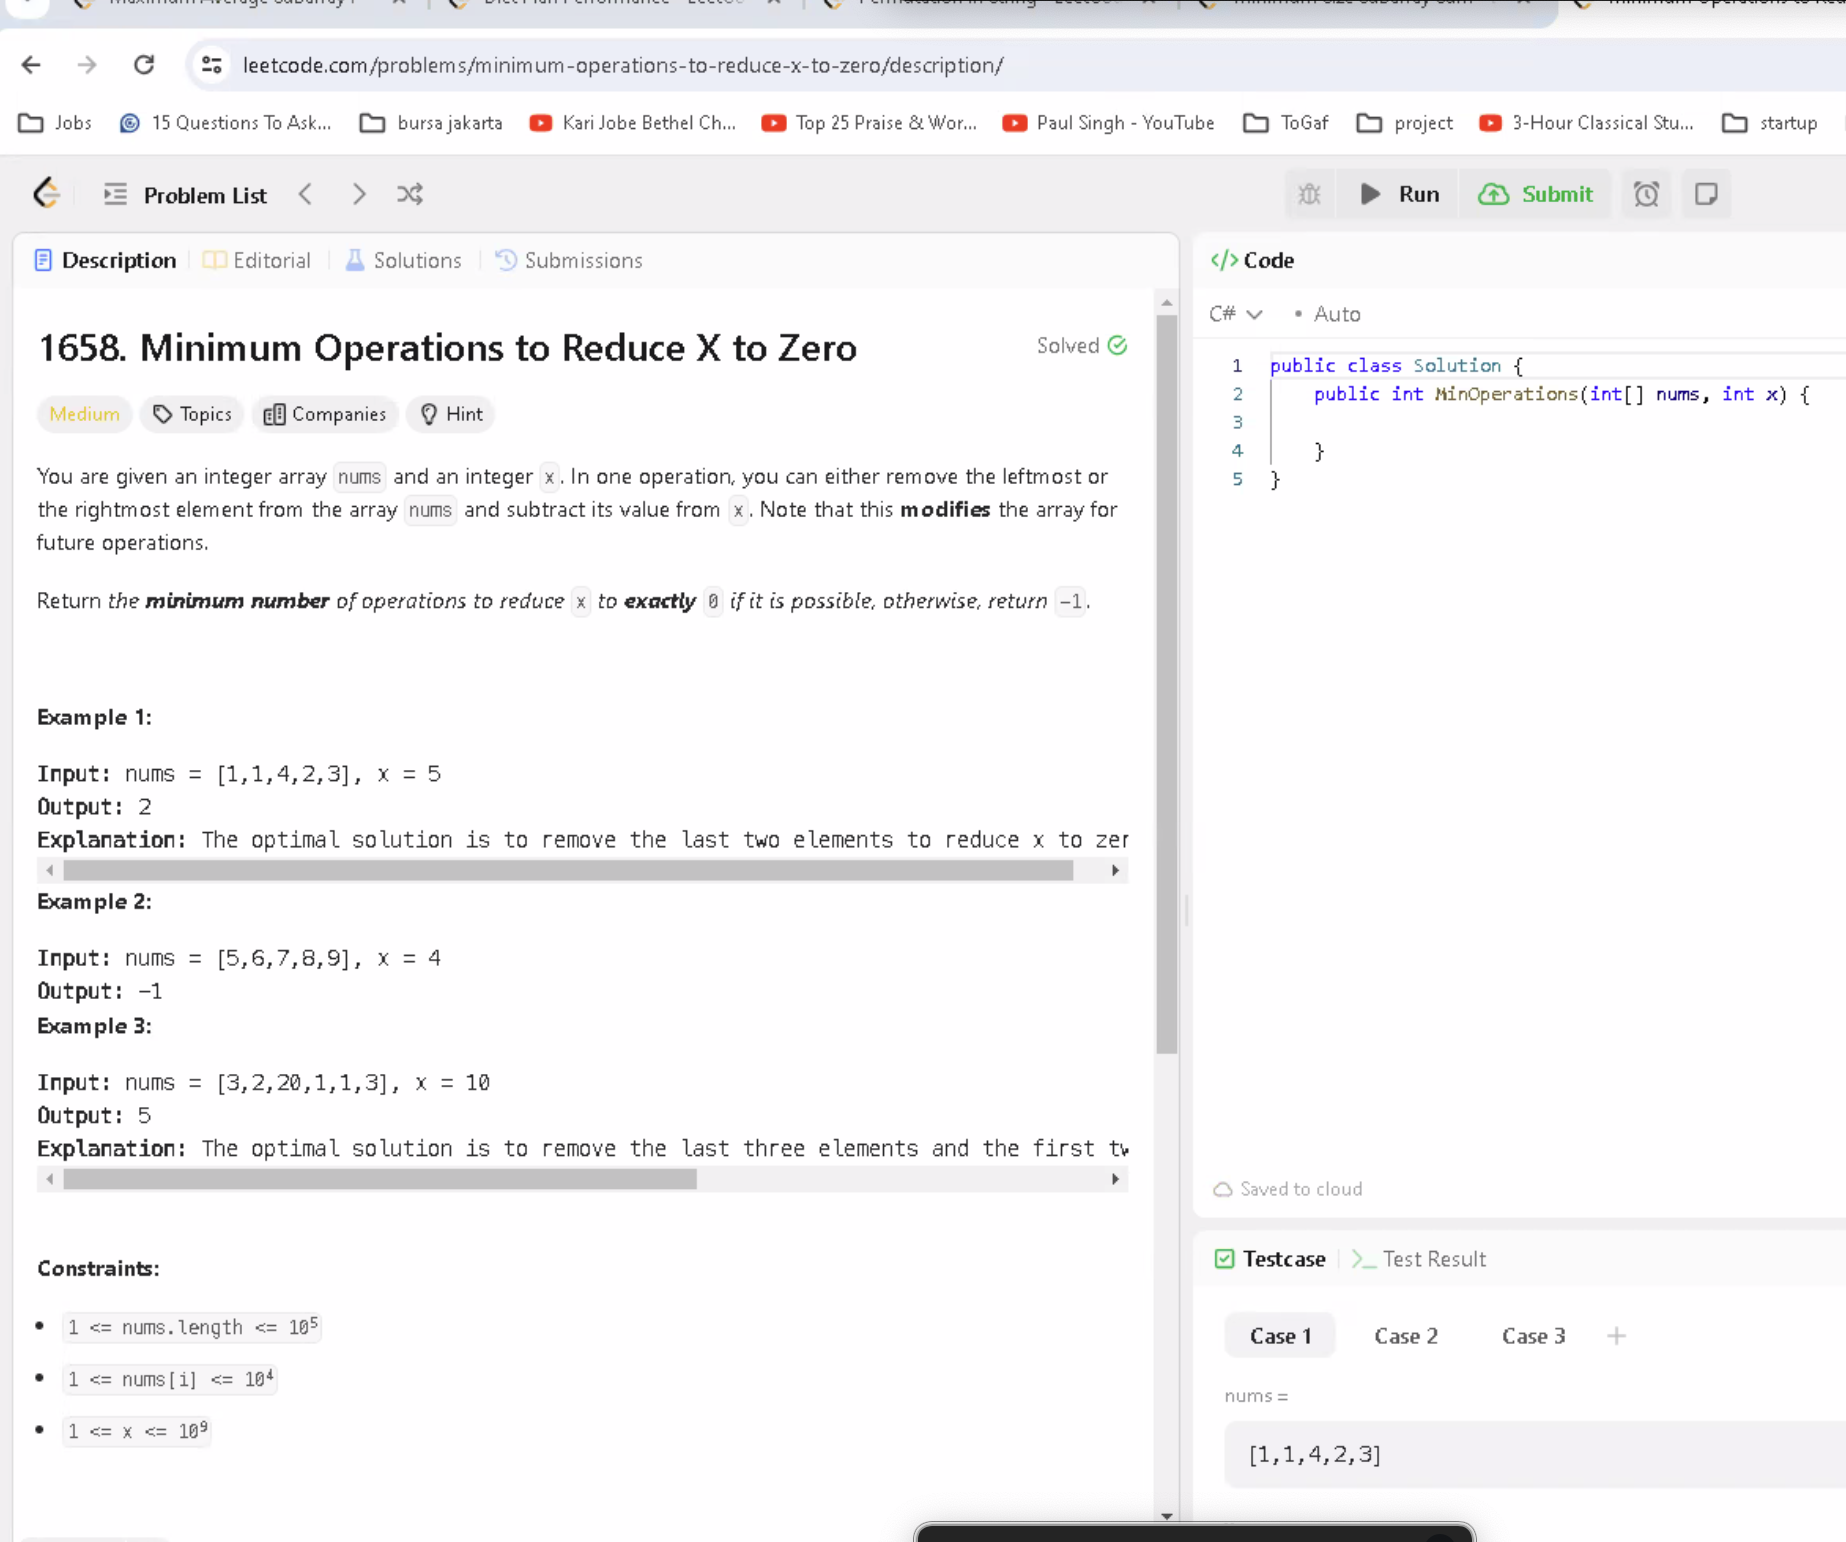 leetcode.com/problems/minimum-operations-to-reduce-x-to-zero/description/
Jobs 15 Questions To Ask... bursa jakarta Kari Jobe Bethel Ch... Top 25 Praise & Wor... Paul Singh - YouTube ToGaf project 3-Hour Classical Stu... startup
Problem List Run Submit
Description Editorial Solutions Submissions
1658. Minimum Operations to Reduce X to Zero Solved
Medium Topics Companies Hint
You are given an integer array nums and an integer x. In one operation, you can either remove the leftmost or
the rightmost element from the array nums and subtract its value from x. Note that this modifies the array for
future operations.
Return the minimum number of operations to reduce x to exactly 0 if it is possible, otherwise, return -1.
Example 1:
Input: nums = [1,1,4,2,3], x = 5
Output: 2
Explanation: The optimal solution is to remove the last two elements to reduce x to zer
Example 2:
Input: nums = [5,6,7,8,9], x = 4
Output: -1
Example 3:
Input: nums = [3,2,20,1,1,3], x = 10
Output: 5
Explanation: The optimal solution is to remove the last three elements and the first tw
Constraints:
• 1 <= nums.length <= 10⁵
• 1 <= nums[i] <= 10⁴
• 1 <= x <= 10⁹
</> Code
C# • Auto
1 public class Solution {
2 public int MinOperations(int[] nums, int x) {
3
4 }
5 }
Saved to cloud
Testcase >_ Test Result
Case 1 Case 2 Case 3 +
nums =
[1,1,4,2,3]